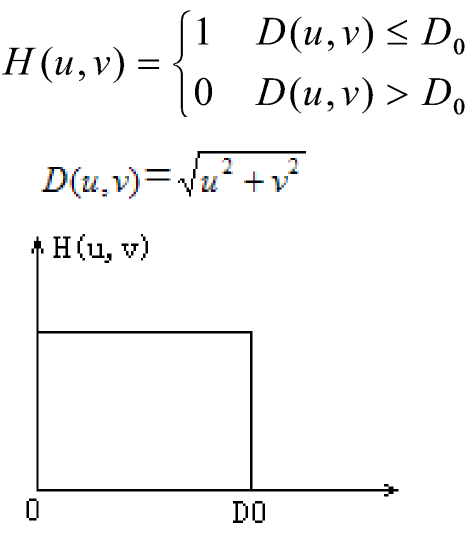 H(u,v) = { 1 D(u,v) ≤ D₀
0 D(u,v) > D₀
D(u,v)=√(u² + v²)
H(u, v)
0 D0